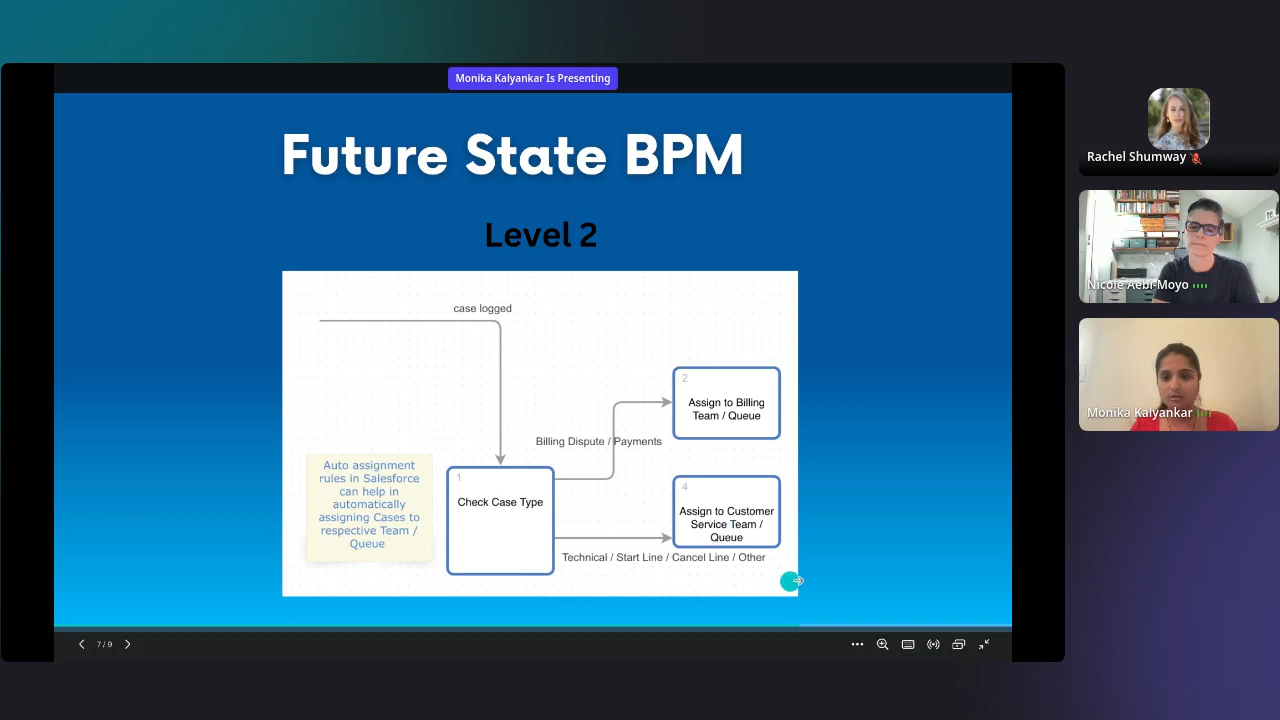 Monika Kalyankar Is Presenting
Future State BPM
Level 2
case logged
2
Assign to Billing
Team / Queue
Billing Dispute / Payments
Auto assignment
rules in Salesforce
can help in
automatically
assigning Cases to
respective Team /
Queue
1
Check Case Type
4
Assign to Customer
Service Team /
Queue
Technical / Start Line / Cancel Line / Other
7 / 9
Rachel Shumway
Nicole Aebi-Moyo
Monika Kalyankar